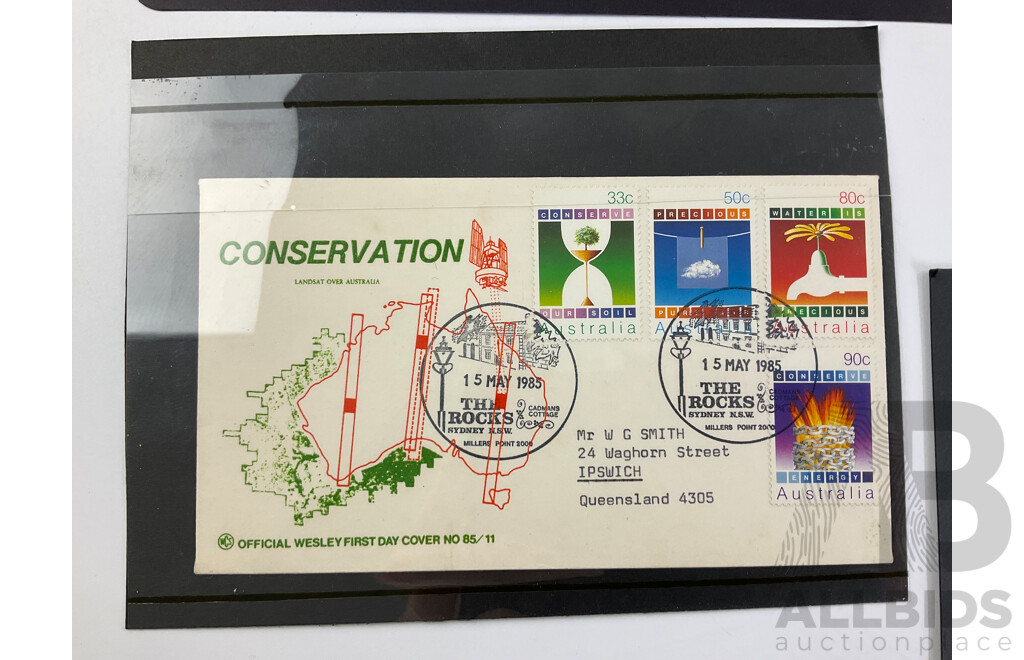 CONSERVATION
LANDSAT OVER AUSTRALIA
33c
CONSERVE
OUR SOIL
Australia
50c
PRECIOUS
80c
WATER IS
PRECIOUS
Australia
90c
CONSERVE
ENERGY
Australia
15 MAY 1985
THE
ROCKS
SYDNEY N.S.W.
CADMANS
COTTAGE
MILLERS POINT 2000
15 MAY 1985
THE
ROCKS
SYDNEY N.S.W.
MILLERS POINT 2000
Mr W G SMITH
24 Waghorn Street
IPSWICH
Queensland 4305
WCS OFFICIAL WESLEY FIRST DAY COVER NO 85/11
ALLBIDS
auctionplace